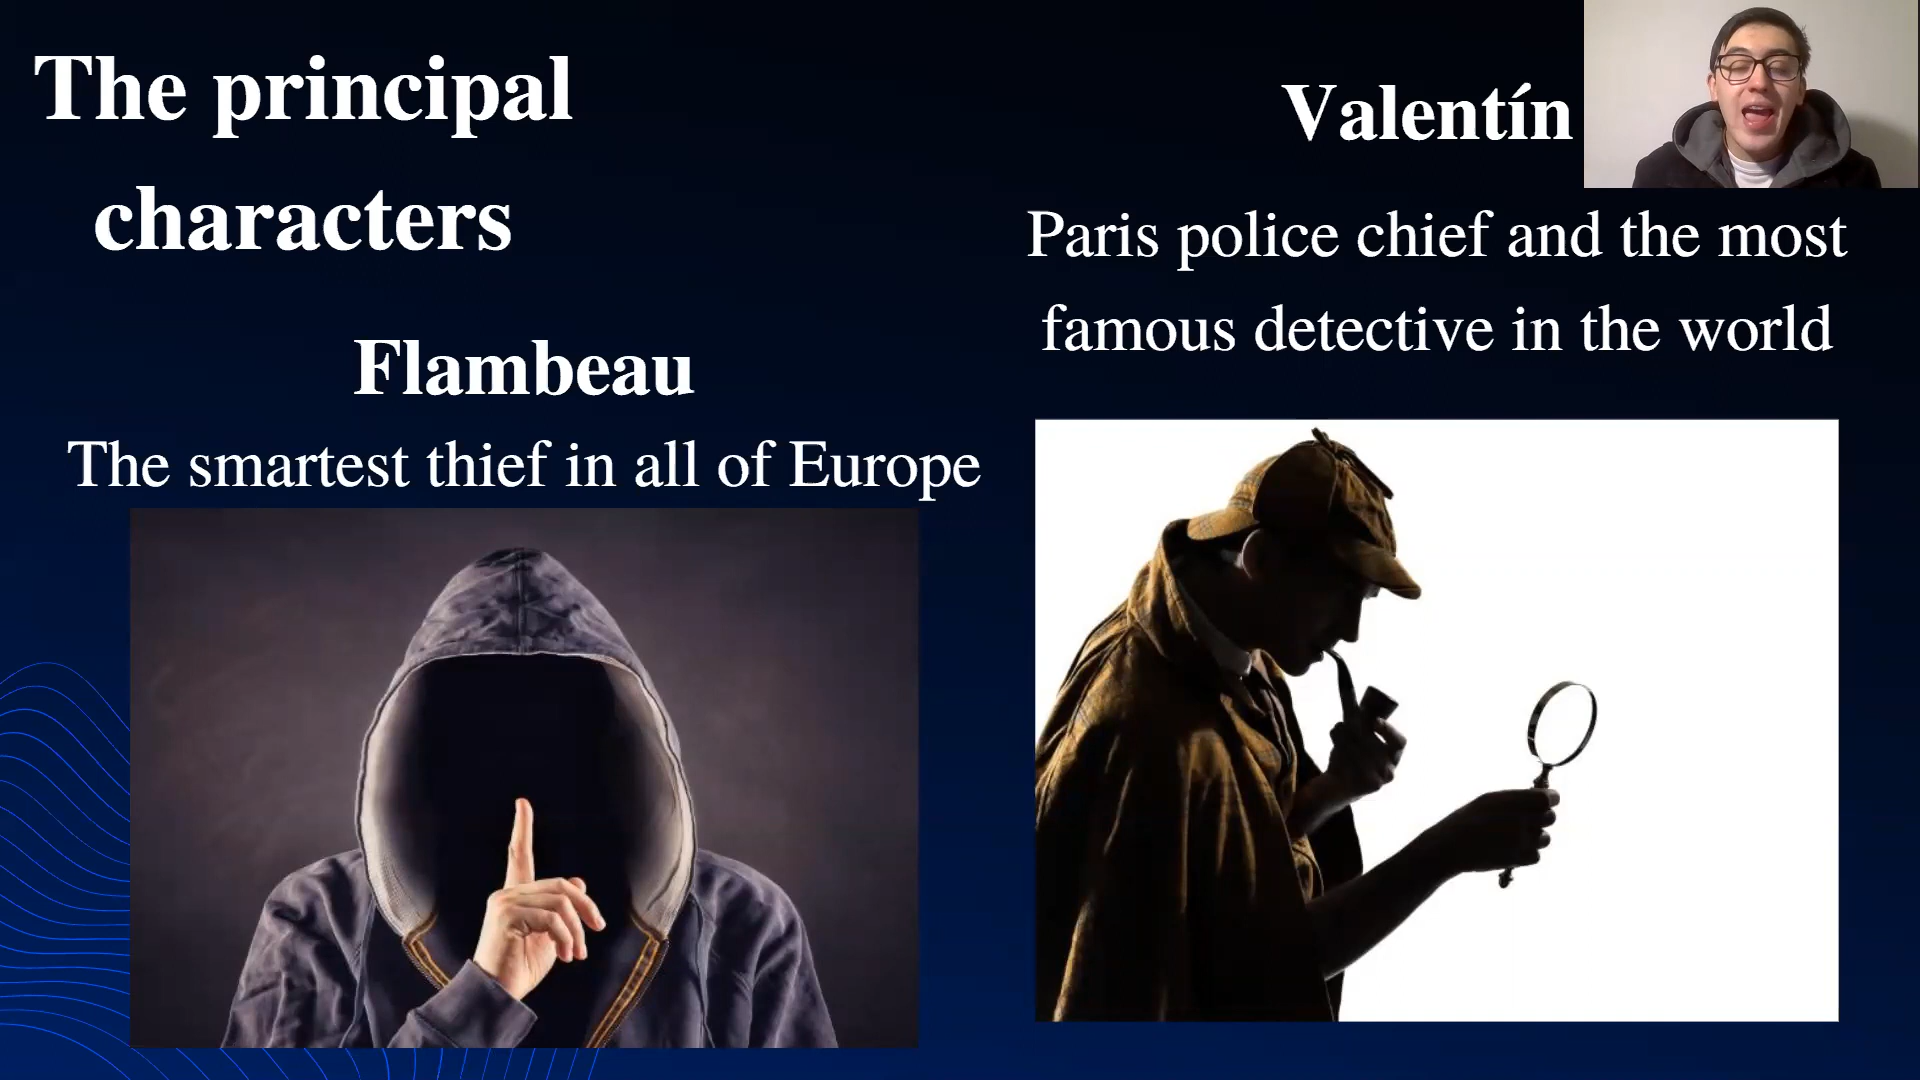 The principal
characters
Flambeau
The smartest thief in all of Europe
Valentín
Paris police chief and the most
famous detective in the world